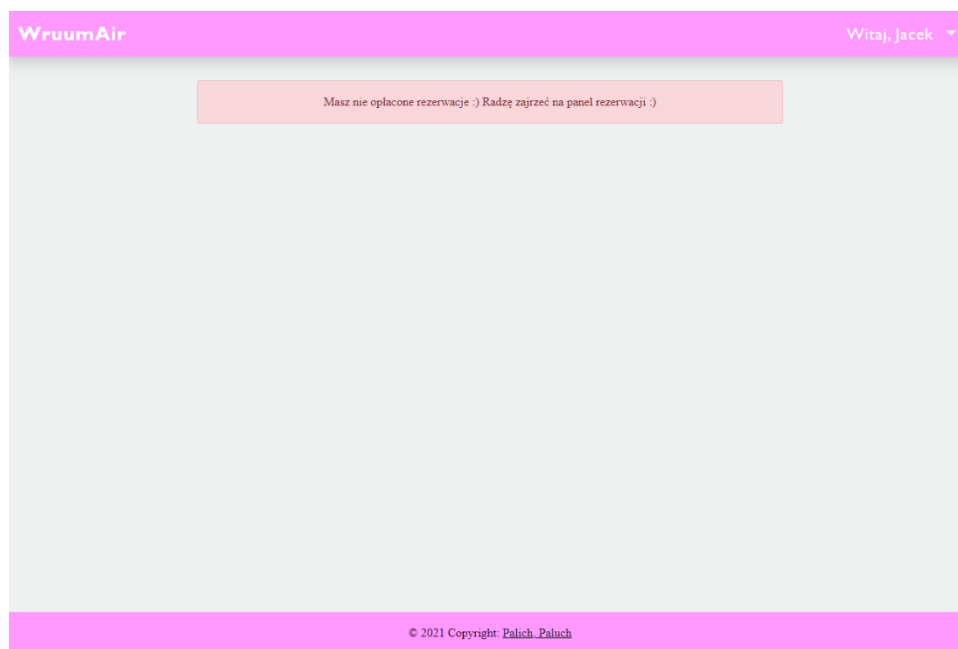 WruumAir
Witaj, Jacek
Masz nie opłacone rezerwacje :) Radzę zajrzeć na panel rezerwacji :)
© 2021 Copyright: Palich, Paluch